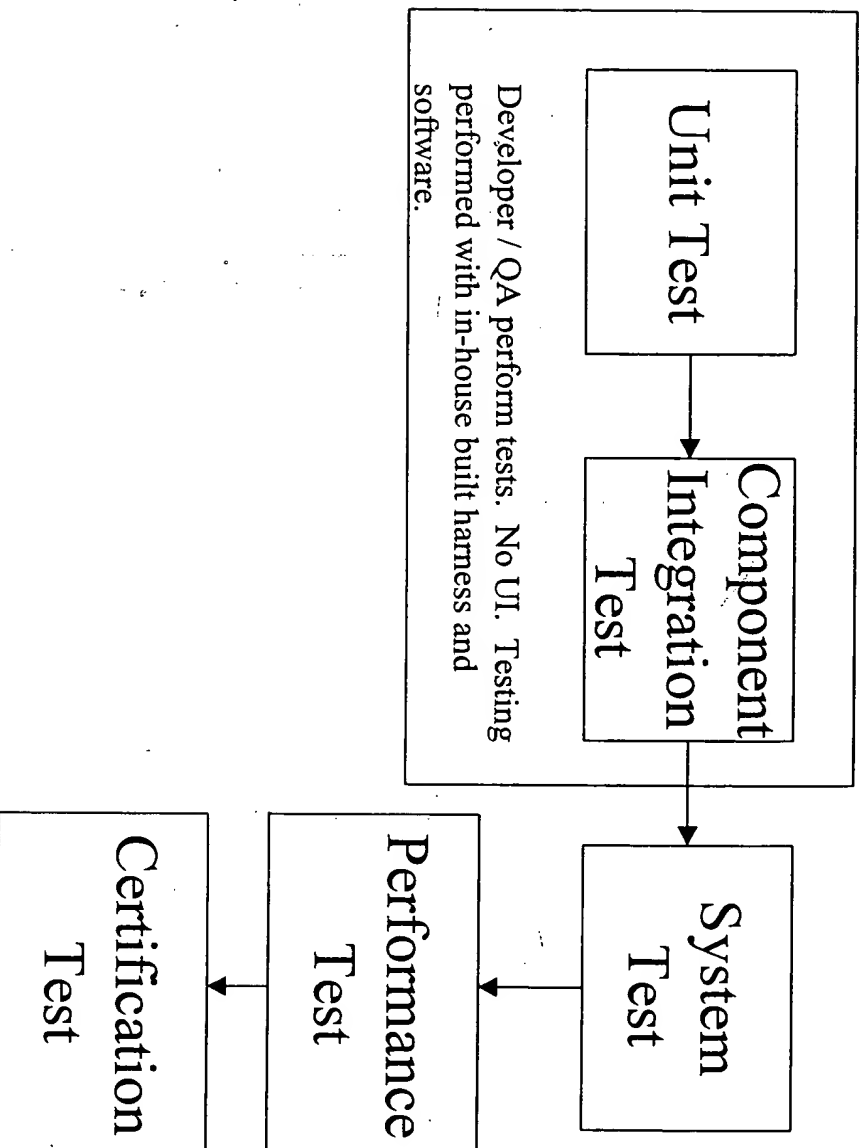 Unit Test
Component
Integration
Test
Developer / QA perform tests.  No UI.  Testing
performed with in-house built harness and
software.
System
Test
Performance
Test
Certification
Test